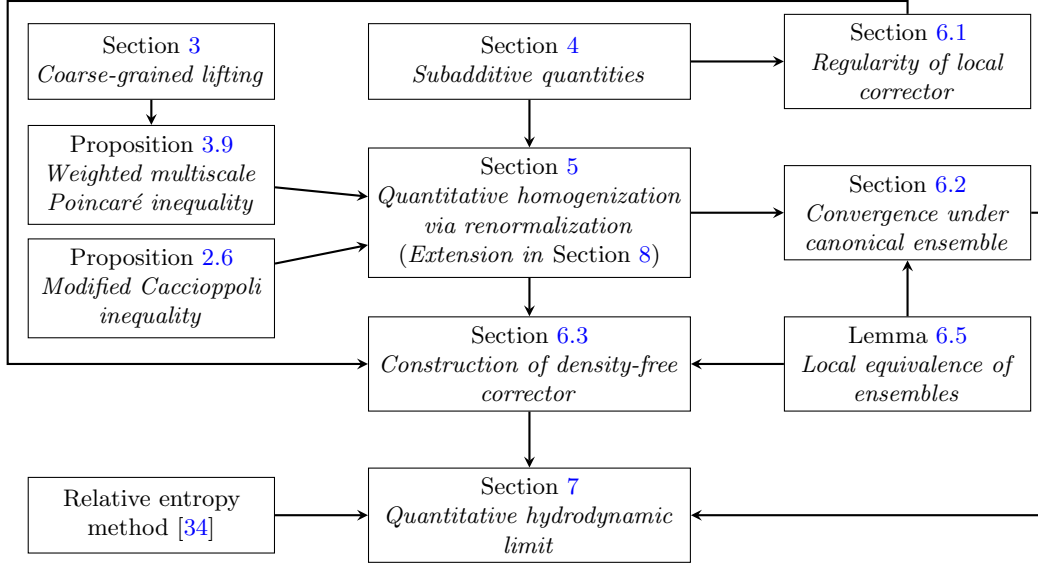 Section 3
Coarse-grained lifting
Section 4
Subadditive quantities
Section 6.1
Regularity of local
corrector
Proposition 3.9
Weighted multiscale
Poincaré inequality
Section 5
Quantitative homogenization
via renormalization
(Extension in Section 8)
Section 6.2
Convergence under
canonical ensemble
Proposition 2.6
Modified Caccioppoli
inequality
Section 6.3
Construction of density-free
corrector
Lemma 6.5
Local equivalence of
ensembles
Relative entropy
method [34]
Section 7
Quantitative hydrodynamic
limit